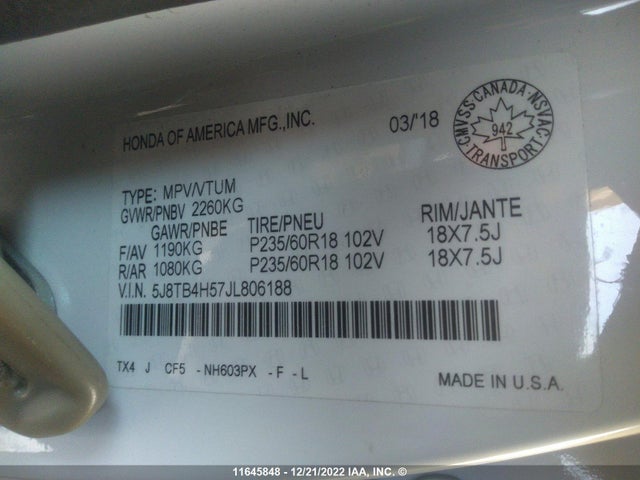 HONDA OF AMERICA MFG.,INC.
03/'18
CMVSS CANADA NSVAC
942
TRANSPORT
TYPE: MPV/VTUM
GVWR/PNBV 2260KG
GAWR/PNBE TIRE/PNEU RIM/JANTE
F/AV 1190KG P235/60R18 102V 18X7.5J
R/AR 1080KG P235/60R18 102V 18X7.5J
V.I.N. 5J8TB4H57JL806188
TX4 J CF5 -NH603PX -F -L
MADE IN U.S.A.
11645848 - 12/21/2022 IAA, INC. ©